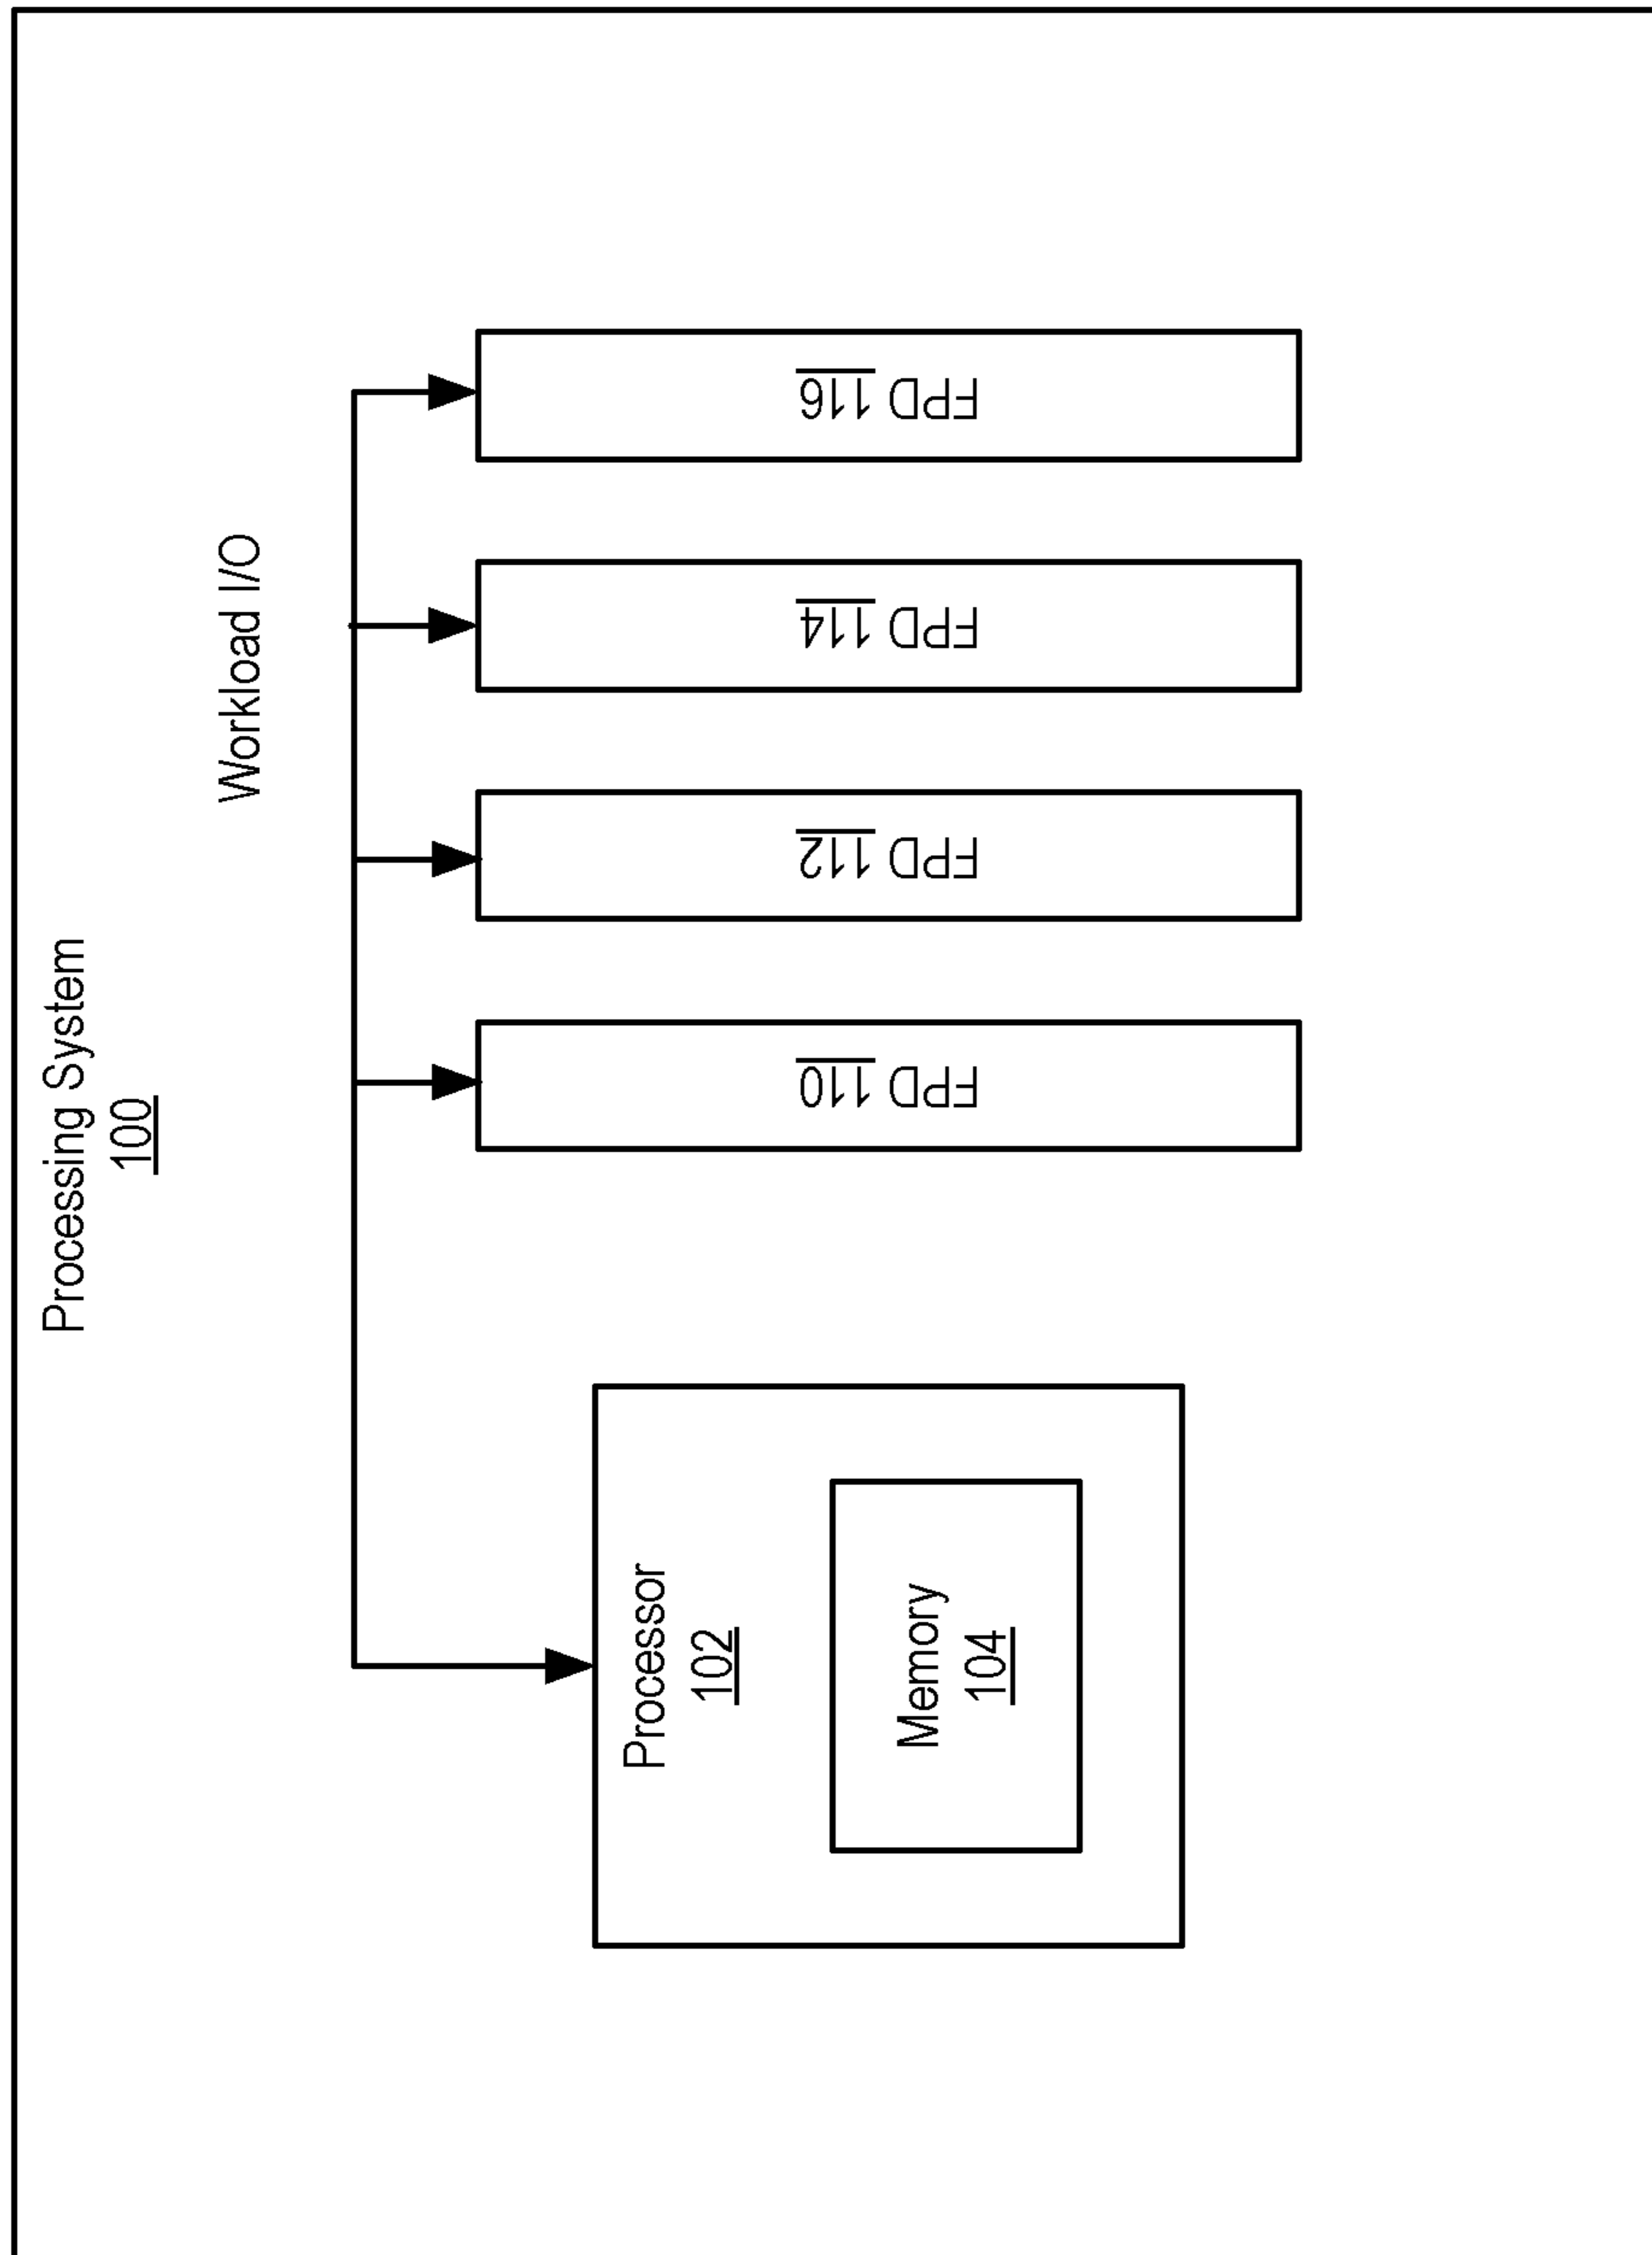 Processing System
100
Workload I/O
Processor
102
Memory
104
FPD 110
FPD 112
FPD 114
FPD 116